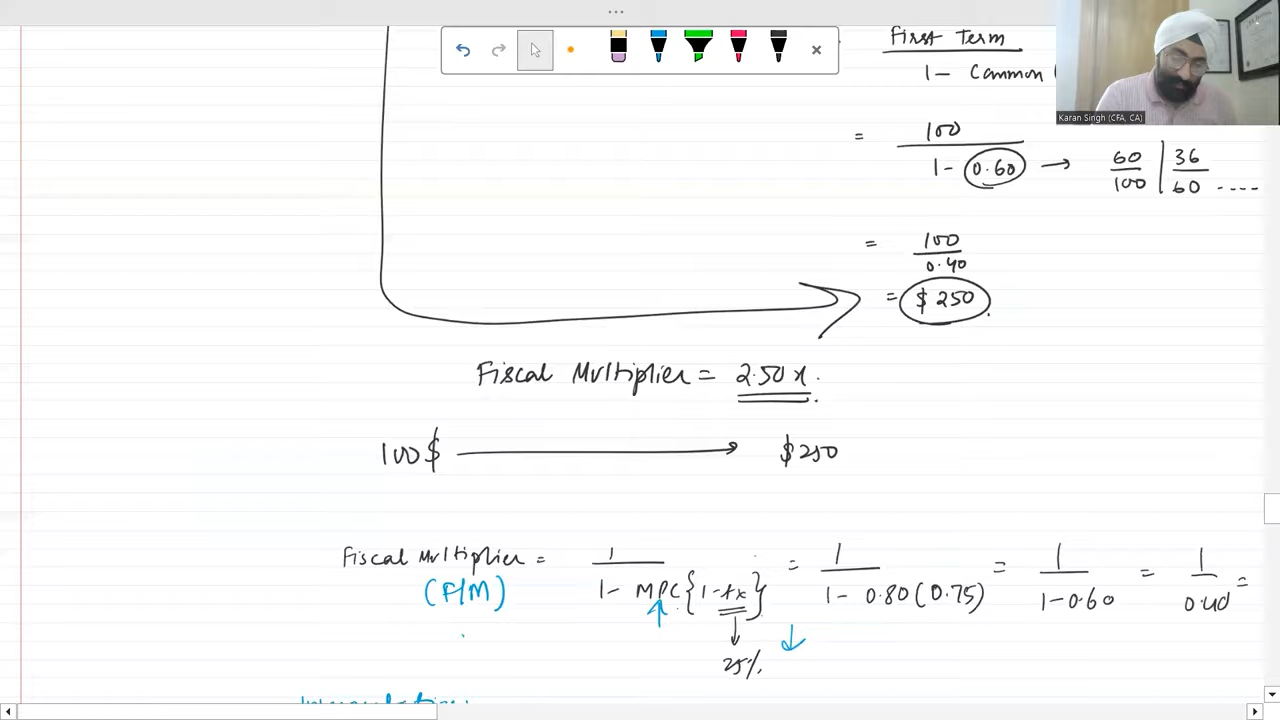 First Term
1 - Common
= 100
1 - 0.60 → 60 | 36
100 | 60 ----
= 100
0.40
= $ 250.
Fiscal Multiplier = 2.50 x.
100$ → $250
Fiscal Multiplier = 1 = 1 = 1 = 1 =
(F/M) 1 - MPC{1-tx} 1 - 0.80(0.75) 1-0.60 0.40
↑ ↓ ↓
25%.
Karan Singh (CFA, CA)